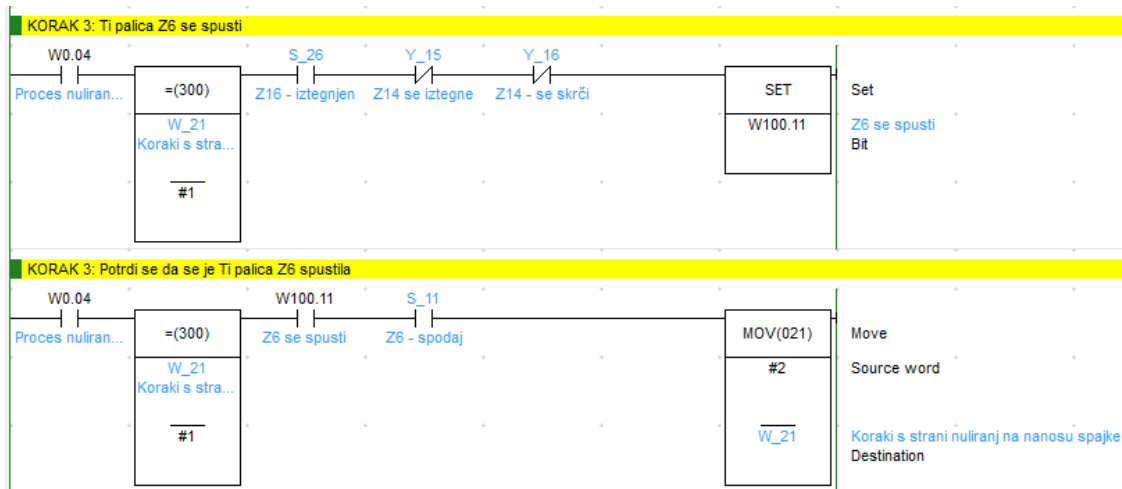 KORAK 3: Ti palica Z6 se spusti
W0.04
S_26
Y_15
Y_16
Proces nuliran...
=(300)
Z16 - iztegnjen
Z14 se iztegne
Z14 - se skrči
SET
Set
W_21
Koraki s stra...
#1
W100.11
Z6 se spusti
Bit
KORAK 3: Potrdi se da se je Ti palica Z6 spustila
W0.04
W100.11
S_11
Proces nuliran...
=(300)
Z6 se spusti
Z6 - spodaj
MOV(021)
Move
W_21
Koraki s stra...
#1
#2
Source word
W_21
Koraki s strani nuliranj na nanosu spajke
Destination